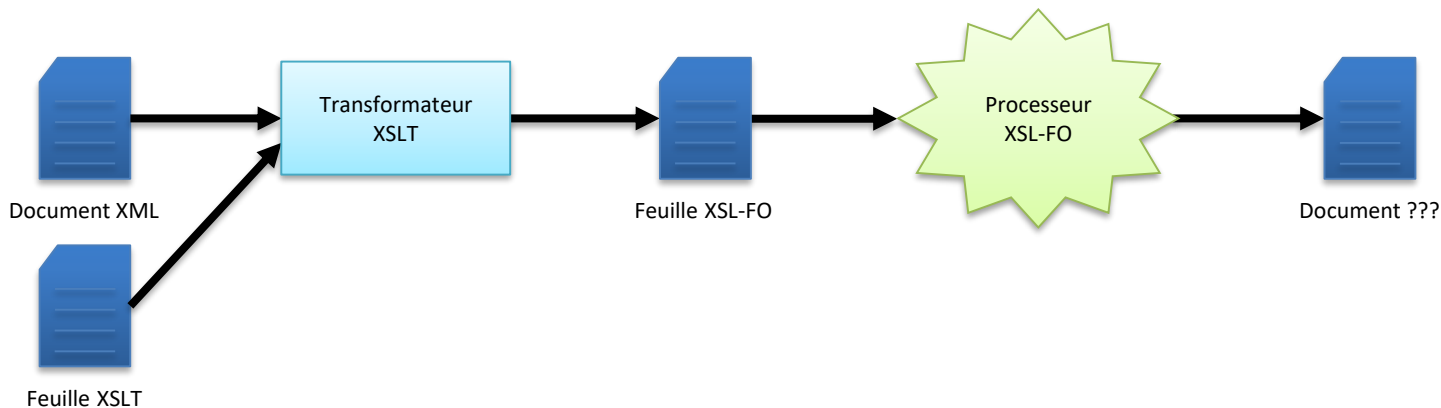 Transformateur
XSLT
Processeur
XSL-FO
Document XML
Feuille XSL-FO
Document ???
Feuille XSLT